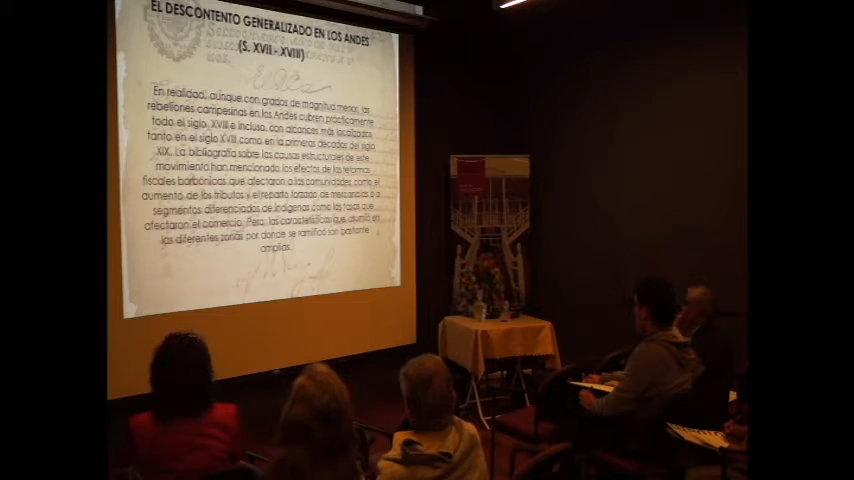 EL DESCONTENTO GENERALIZADO EN LOS ANDES
(S. XVII - XVIII)
En realidad, aunque con grados de magnitud menor, las
rebeliones campesinas en los Andes cubren prácticamente
todo el siglo XVIII e incluso, con alcances más localizados
tanto en el siglo XVIII como en la primeras décadas del siglo
XIX. La bibliografía sobre las causas estructurales de este
movimiento han mencionado los efectos de las reformas
fiscales borbónicas que afectaron a las comunidades, como el
aumento de los tributos y el reparto forzado de mercancías o a
segmentos diferenciados de indígenas como las tasas que
afectaron el comercio. Pero, las características que asumió en
las diferentes zonas por donde se ramificó son bastante
amplias.